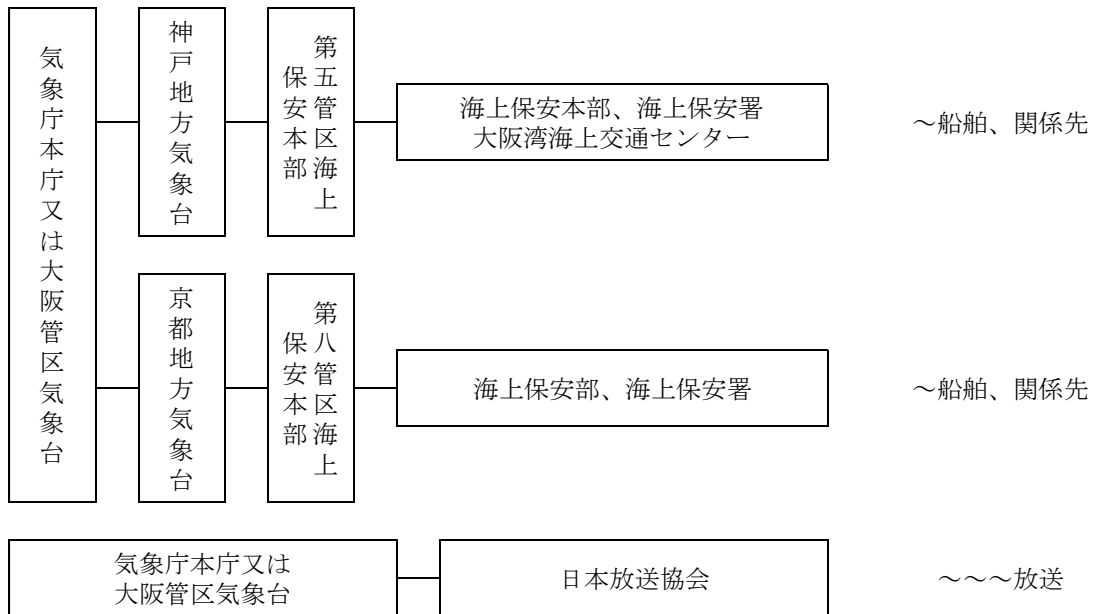 気象庁本庁又は大阪管区気象台
神戸地方気象台
第五管区海上
保安本部
海上保安本部、海上保安署
大阪湾海上交通センター
～船舶、関係先
京都地方気象台
第八管区海上
保安本部
海上保安部、海上保安署
～船舶、関係先
気象庁本庁又は
大阪管区気象台
日本放送協会
～～～放送